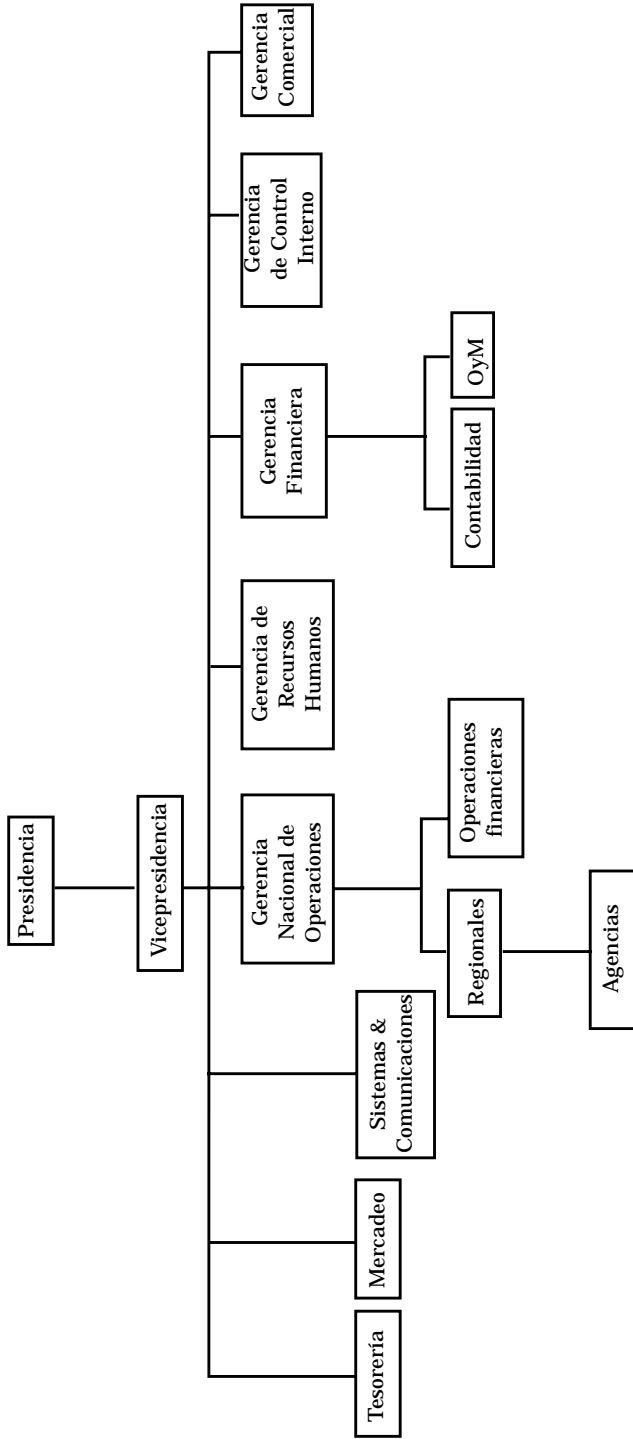 Presidencia
Vicepresidencia
Tesorería
Mercadeo
Sistemas &
Comunicaciones
Gerencia
Nacional de
Operaciones
Gerencia de
Recursos
Humanos
Gerencia
Financiera
Gerencia
de Control
Interno
Gerencia
Comercial
Regionales
Operaciones
financieras
Contabilidad
OyM
Agencias